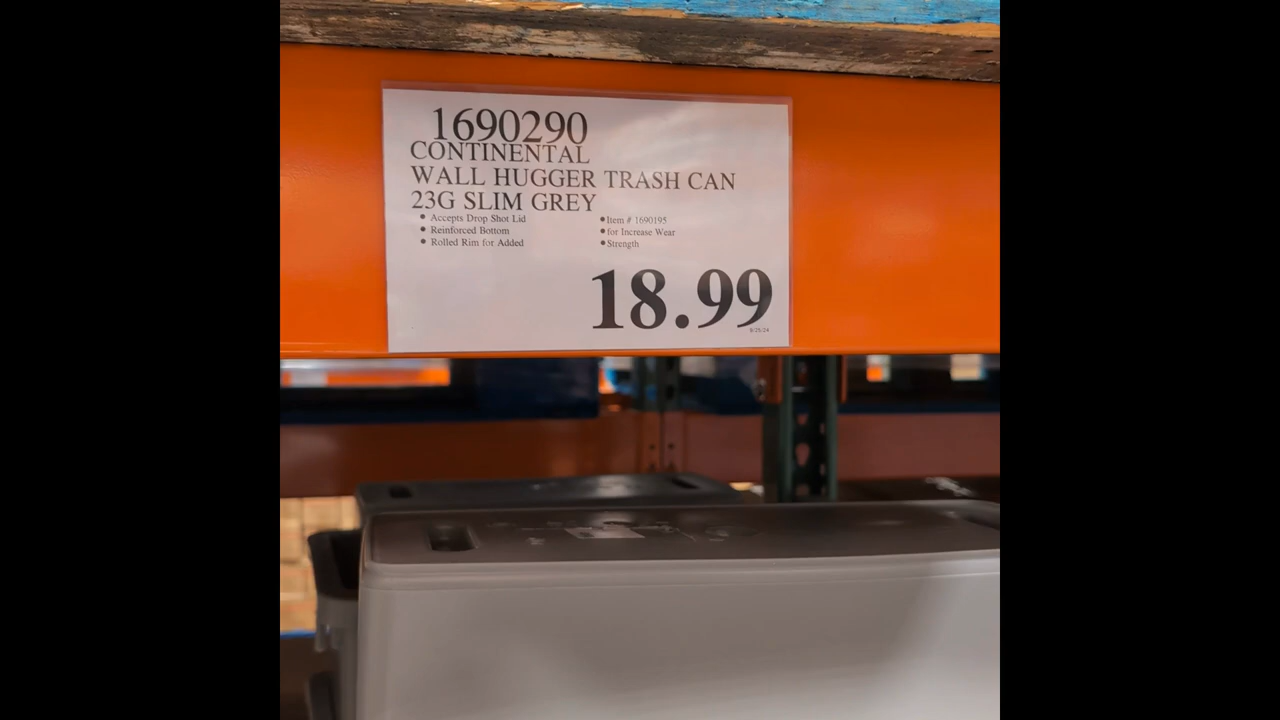 1690290
CONTINENTAL
WALL HUGGER TRASH CAN
23G SLIM GREY
• Accepts Drop Shot Lid
• Reinforced Bottom
• Rolled Rim for Added
• Item # 1690195
• for Increase Wear
• Strength
18.99